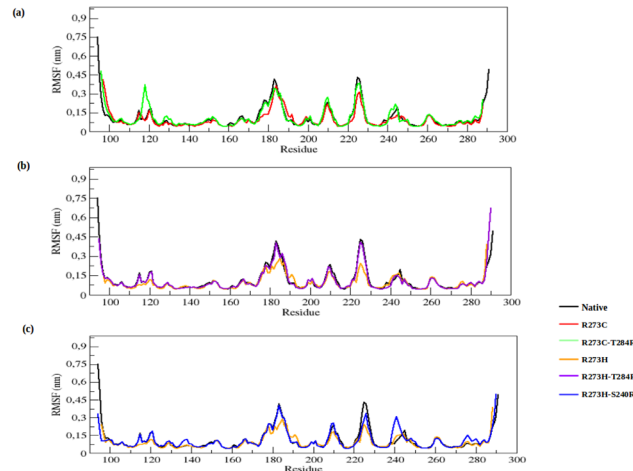 (a)
0,9
0,75
0,6
0,45
0,3
0,15
0
RMSF (nm)
100 120 140 160 180 200 220 240 260 280 300
Residue
(b)
0,9
0,75
0,6
0,45
0,3
0,15
0
RMSF (nm)
100 120 140 160 180 200 220 240 260 280 300
Residue
(c)
0,9
0,75
0,6
0,45
0,3
0,15
0
RMSF (nm)
100 120 140 160 180 200 220 240 260 280 300
Residue
Native
R273C
R273C-T284R
R273H
R273H-T284R
R273H-S240R